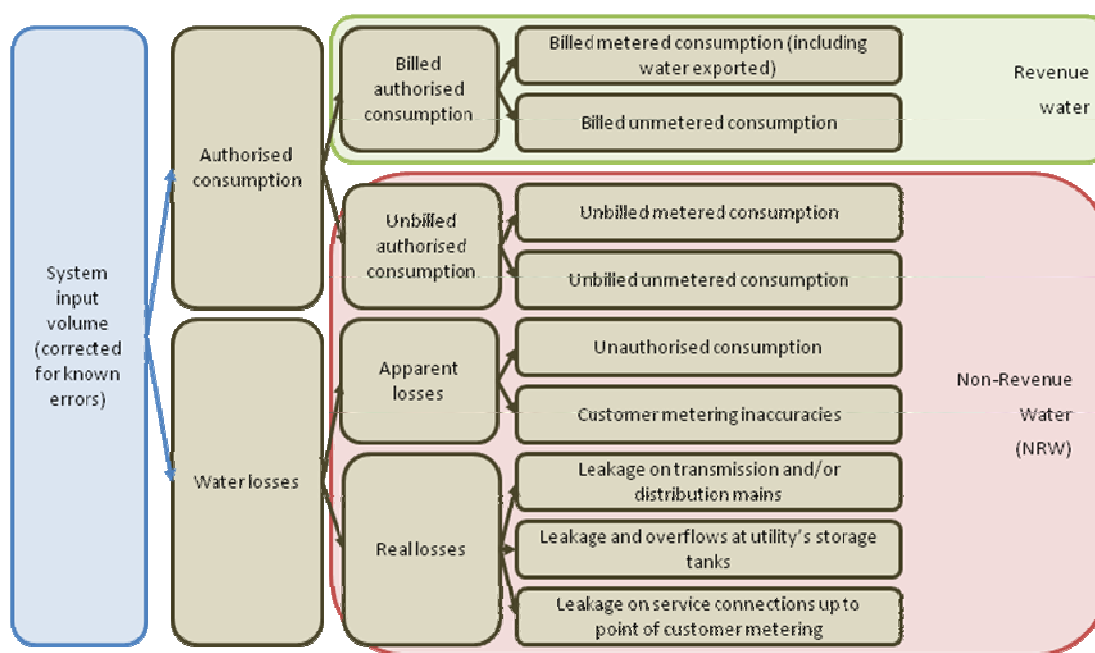 System
input
volume
(corrected
for known
errors)
Authorised
consumption
Water losses
Billed
authorised
consumption
Unbilled
authorised
consumption
Apparent
losses
Real losses
Billed metered consumption (including
water exported)
Billed unmetered consumption
Unbilled metered consumption
Unbilled unmetered consumption
Unauthorised consumption
Customer metering inaccuracies
Leakage on transmission and/or
distribution mains
Leakage and overflows at utility's storage
tanks
Leakage on service connections up to
point of customer metering
Revenue
water
Non-Revenue
Water
(NRW)